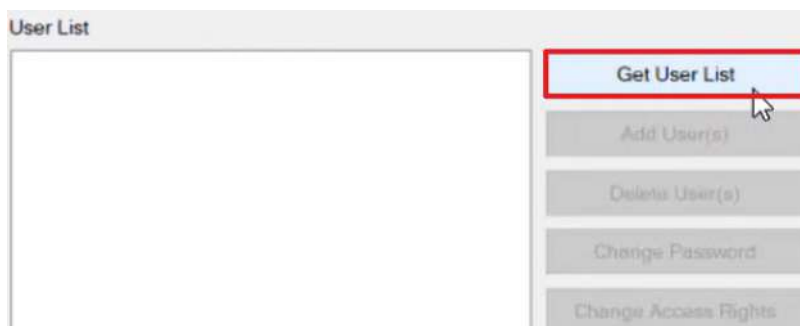 User List
Get User List
Add User(s)
Delete User(s)
Change Password
Change Access Rights